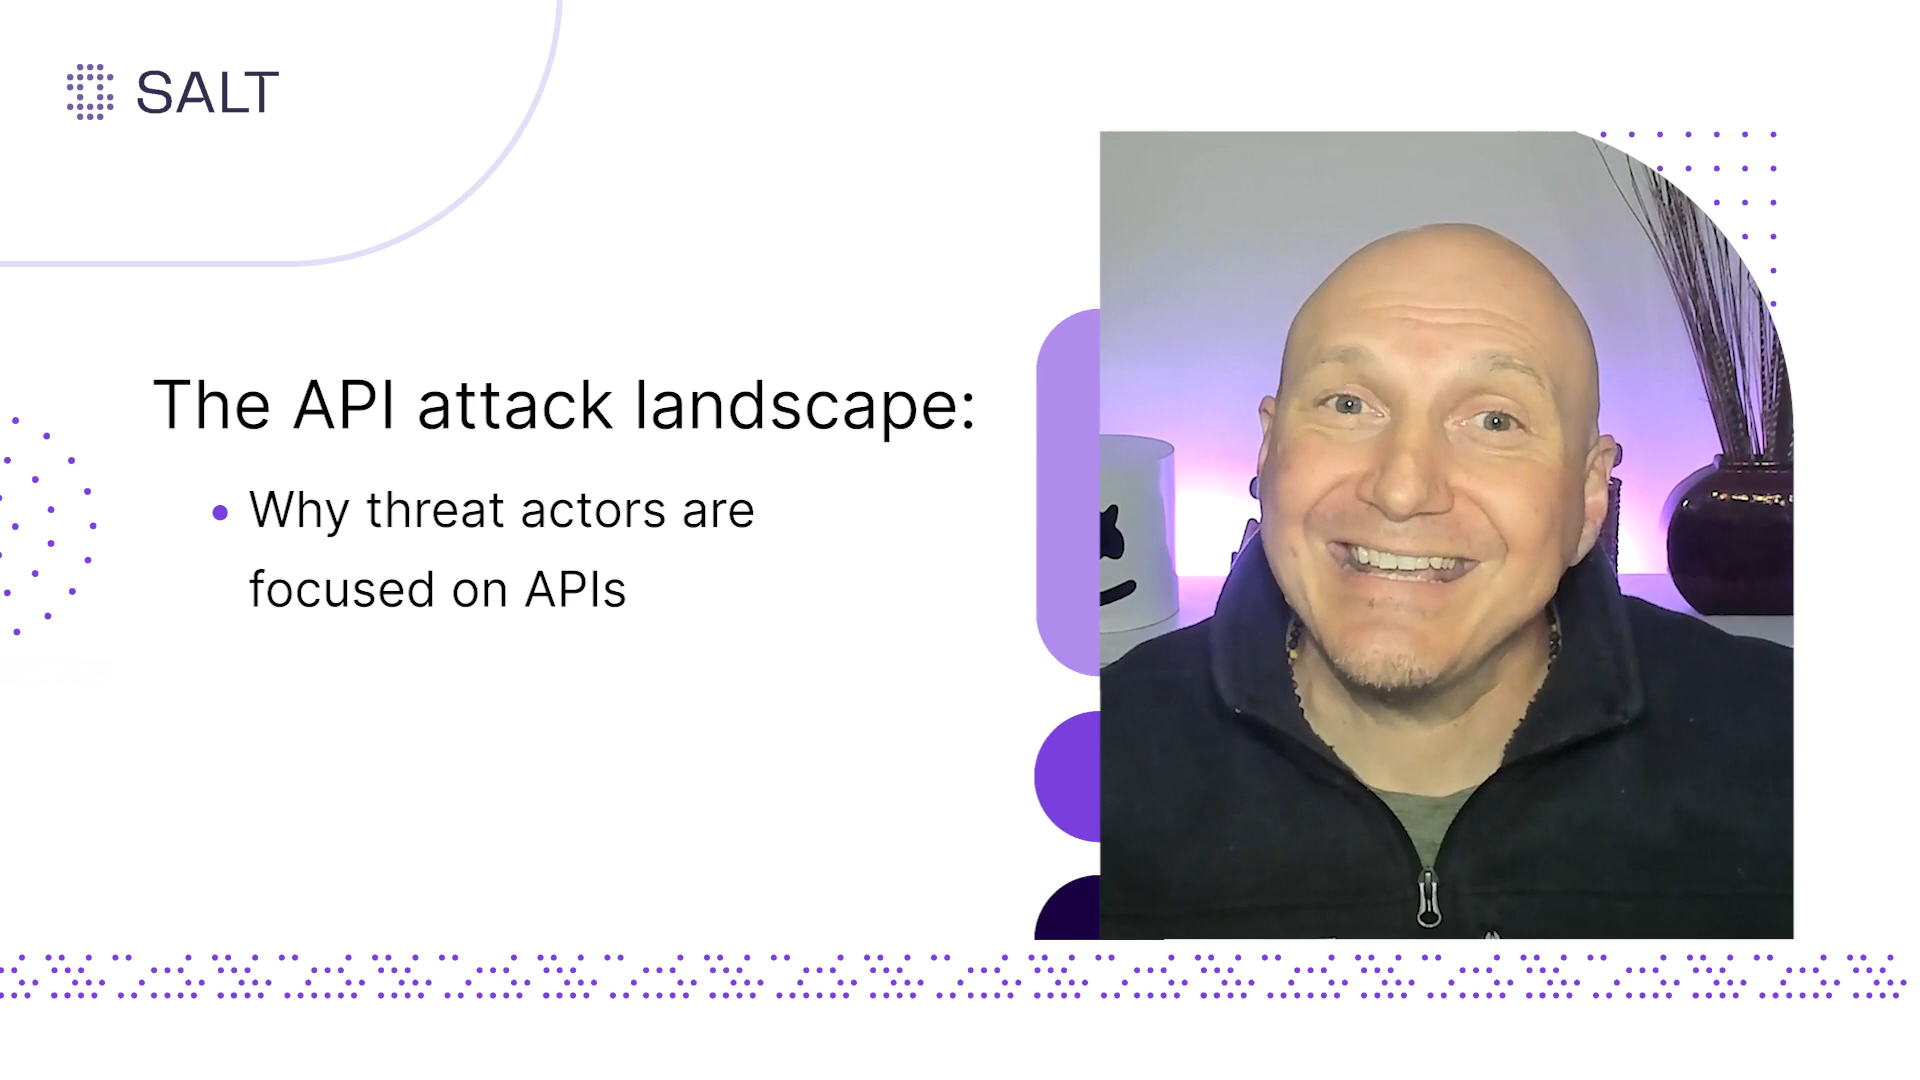 SALT
The API attack landscape:
Why threat actors are
focused on APIs